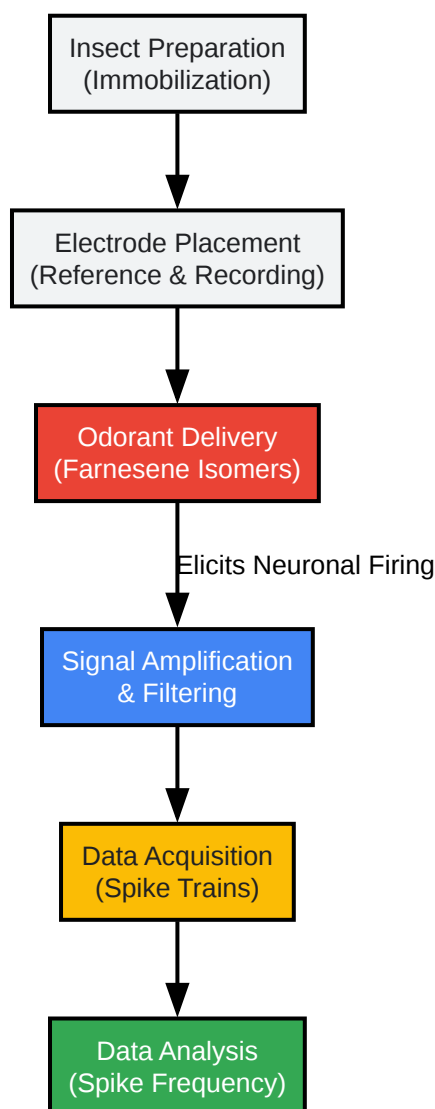 Insect Preparation
(Immobilization)
Electrode Placement
(Reference & Recording)
Odorant Delivery
(Farnesene Isomers)
Elicits Neuronal Firing
Signal Amplification
& Filtering
Data Acquisition
(Spike Trains)
Data Analysis
(Spike Frequency)